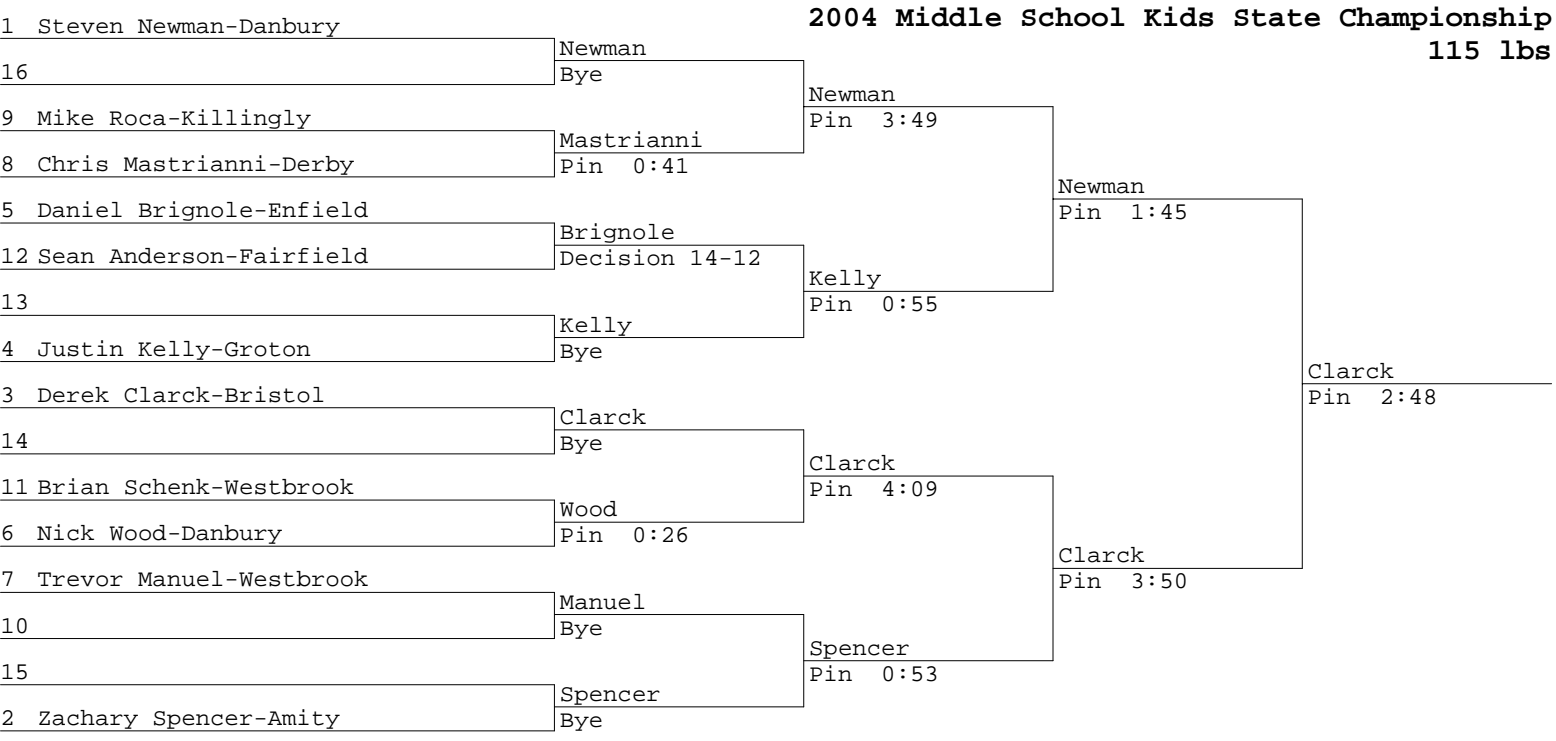 2004 Middle School Kids State Championship
115 lbs
1 Steven Newman-Danbury
16
9 Mike Roca-Killingly
8 Chris Mastrianni-Derby
5 Daniel Brignole-Enfield
12 Sean Anderson-Fairfield
13
4 Justin Kelly-Groton
3 Derek Clarck-Bristol
14
11 Brian Schenk-Westbrook
6 Nick Wood-Danbury
7 Trevor Manuel-Westbrook
10
15
2 Zachary Spencer-Amity
Newman
Bye
Mastrianni
Pin 0:41
Brignole
Decision 14-12
Kelly
Bye
Clarck
Bye
Wood
Pin 0:26
Manuel
Bye
Spencer
Bye
Newman
Pin 3:49
Kelly
Pin 0:55
Clarck
Pin 4:09
Spencer
Pin 0:53
Newman
Pin 1:45
Clarck
Pin 3:50
Clarck
Pin 2:48